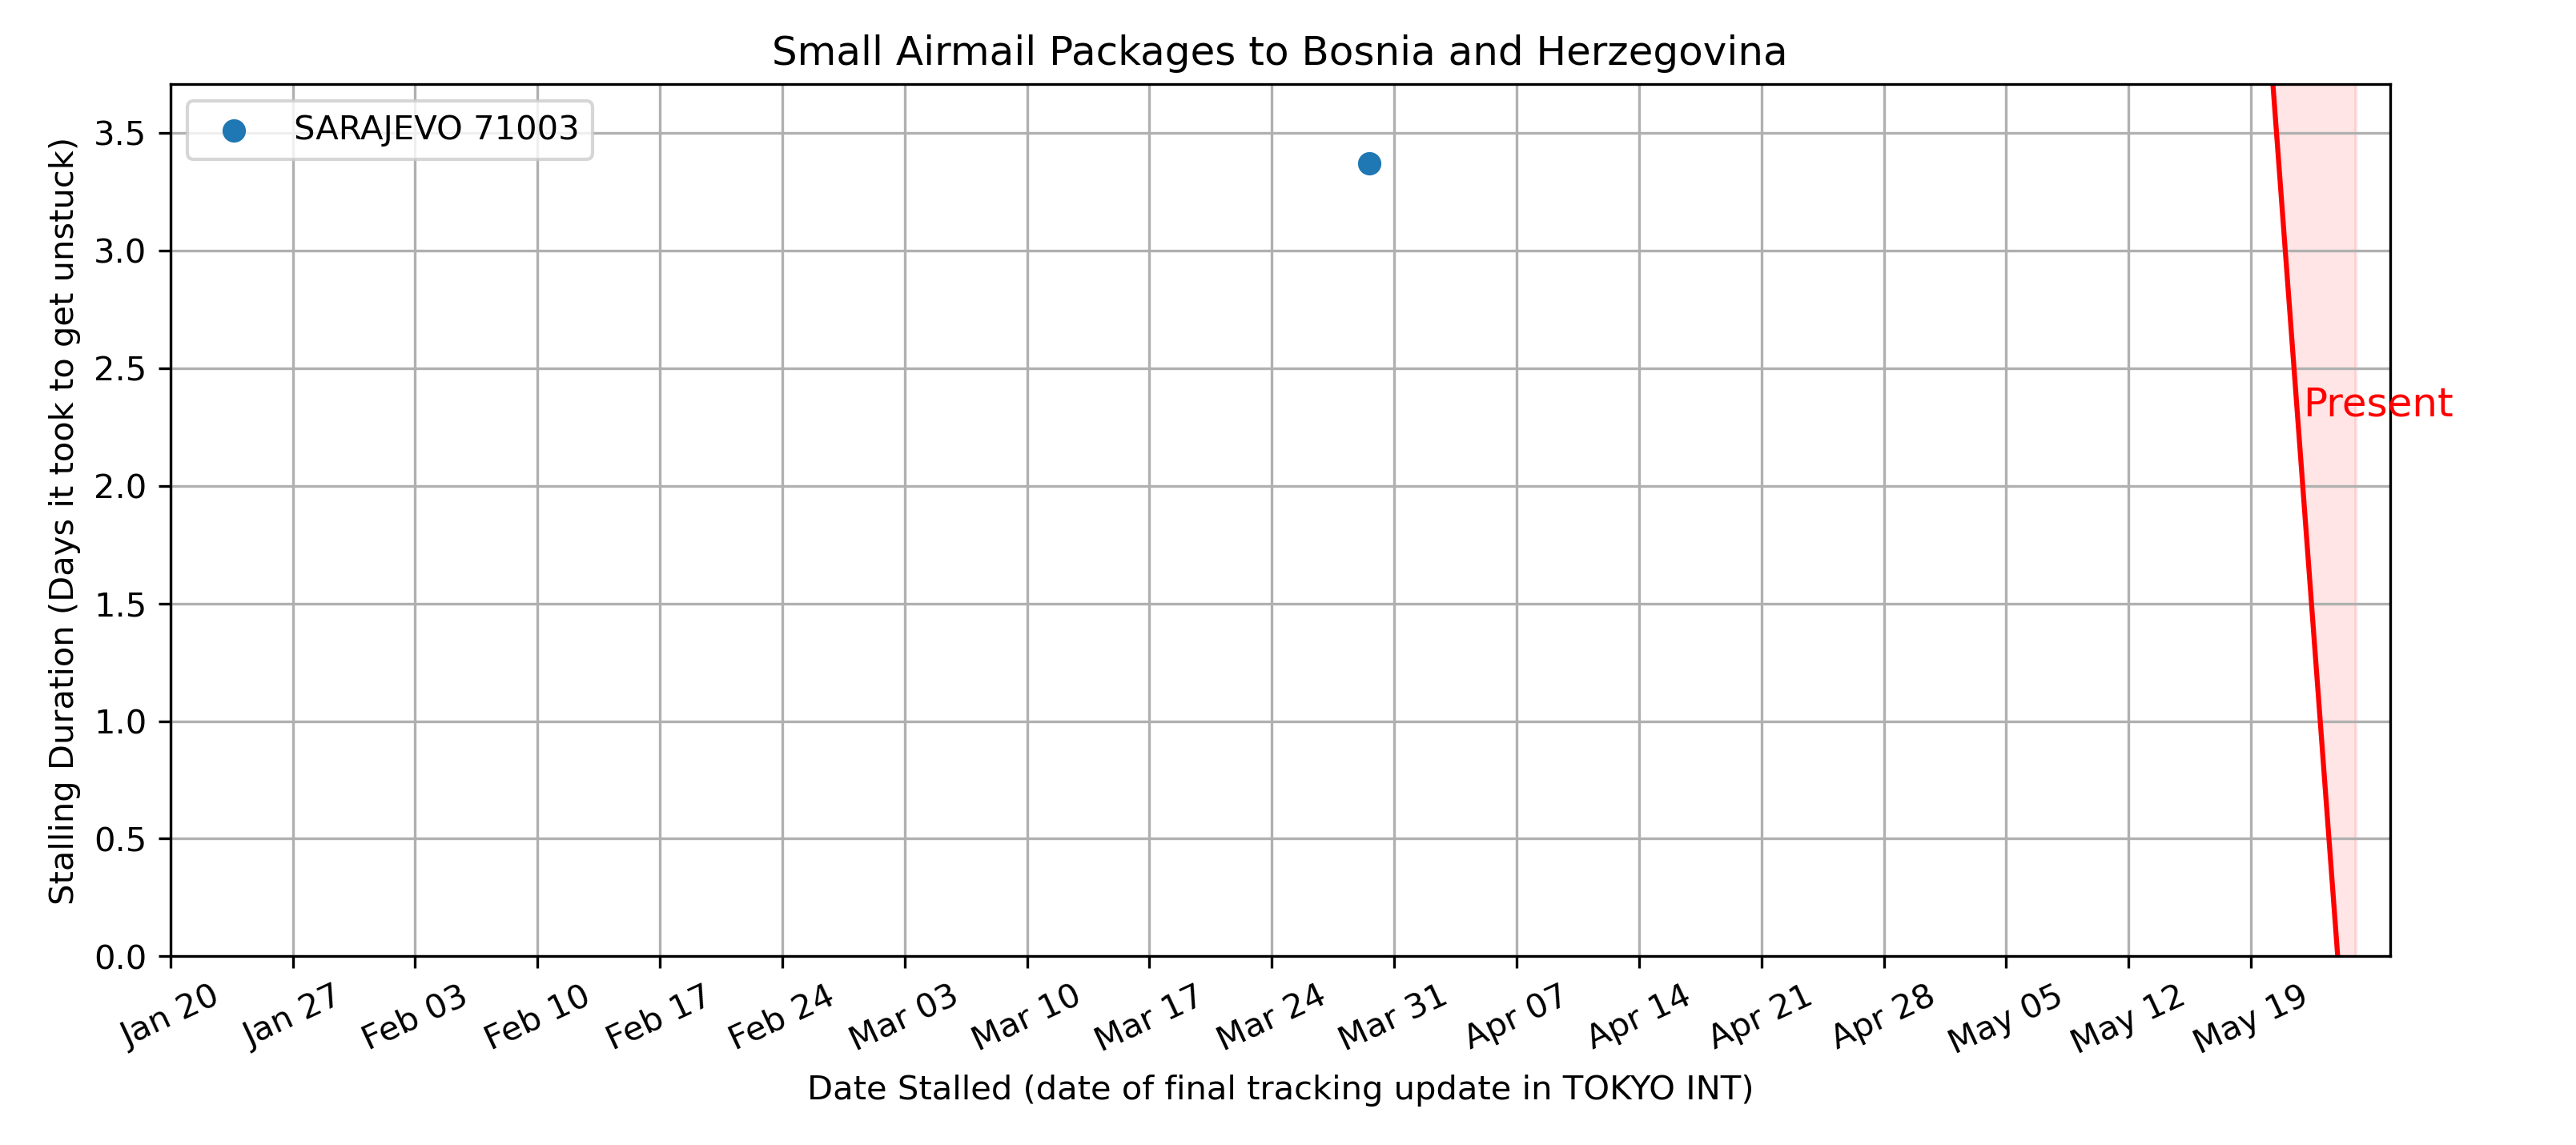 Small Airmail Packages to Bosnia and Herzegovina
SARAJEVO 71003
Stalling Duration (Days it took to get unstuck)
3.5
3.0
2.5
2.0
1.5
1.0
0.5
0.0
Present
Jan 20 Jan 27 Feb 03 Feb 10 Feb 17 Feb 24 Mar 03 Mar 10 Mar 17 Mar 24 Mar 31 Apr 07 Apr 14 Apr 21 Apr 28 May 05 May 12 May 19
Date Stalled (date of final tracking update in TOKYO INT)